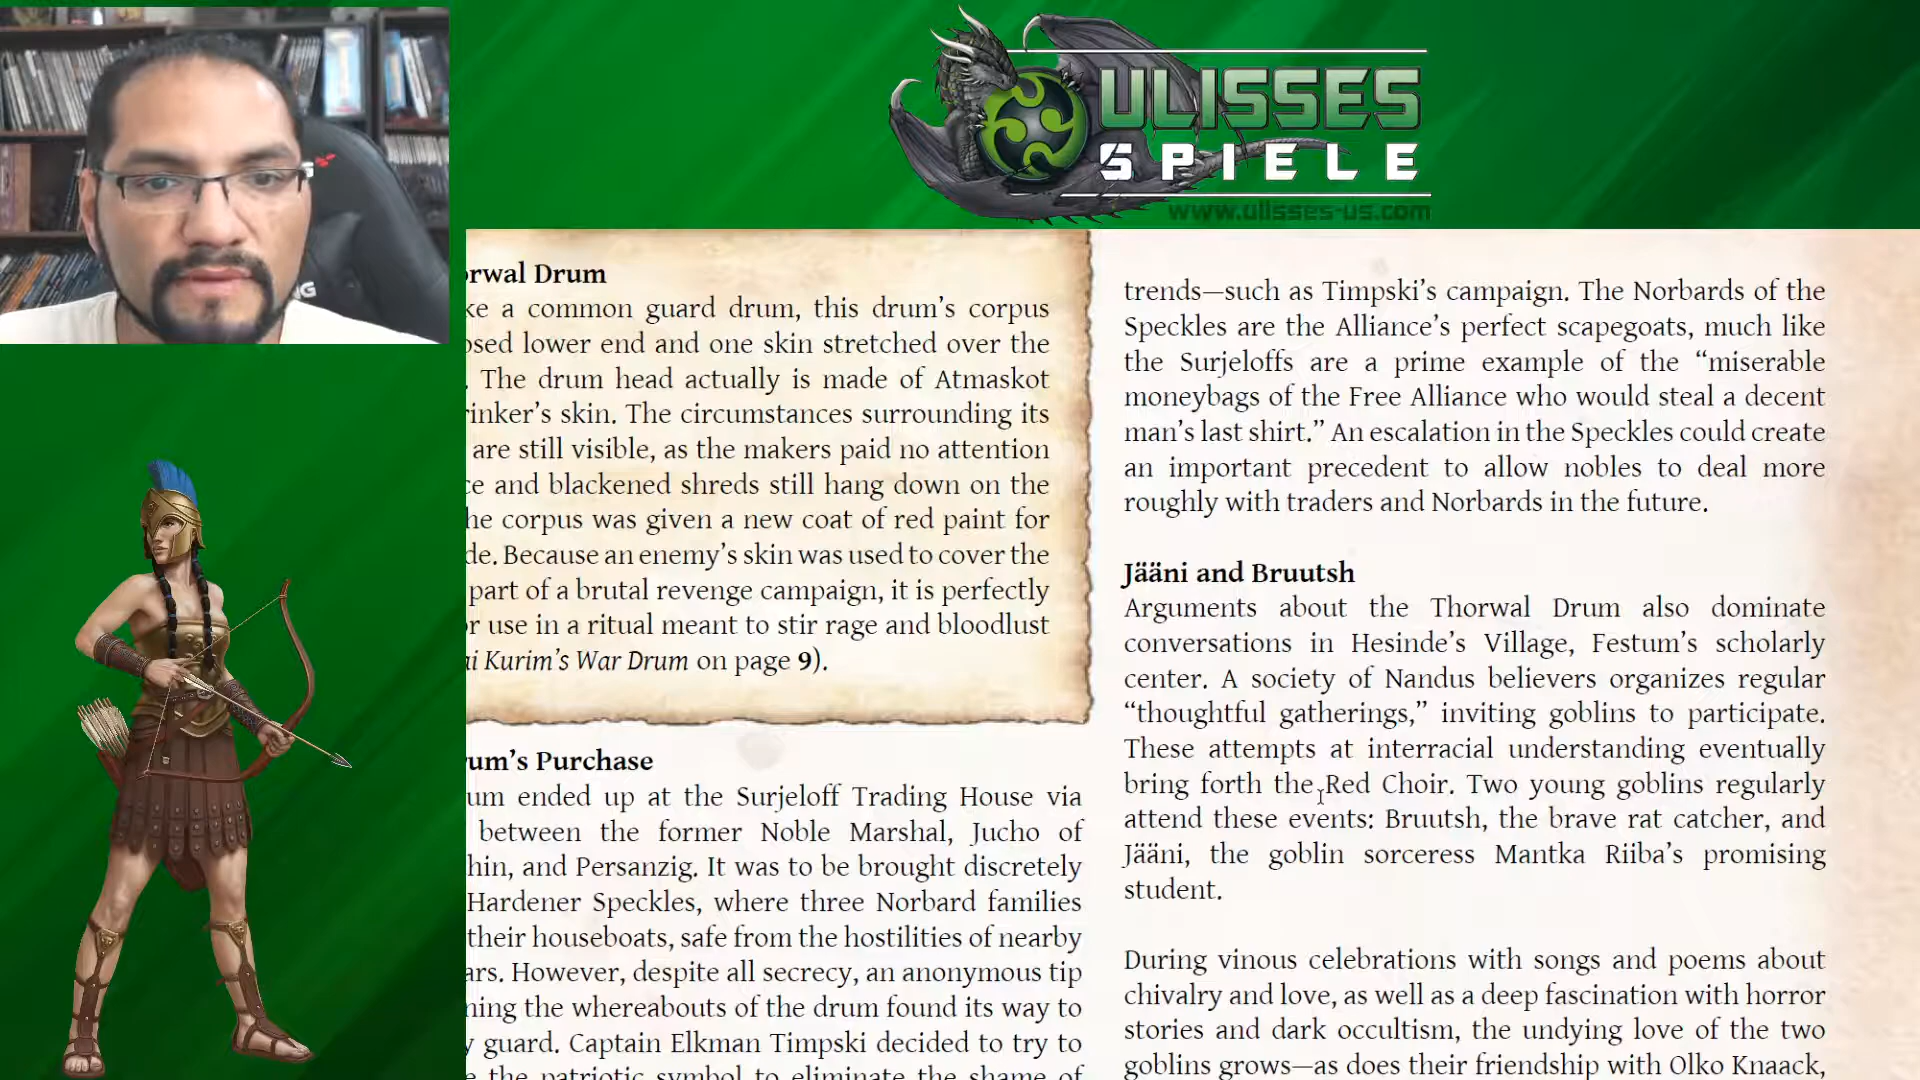 ULISSES
SPIELE
www.ulisses-us.com
NG
orwal Drum
ke a common guard drum, this drum's corpus
osed lower end and one skin stretched over the
. The drum head actually is made of Atmaskot
rinker's skin. The circumstances surrounding its
are still visible, as the makers paid no attention
ce and blackened shreds still hang down on the
he corpus was given a new coat of red paint for
de. Because an enemy's skin was used to cover the
part of a brutal revenge campaign, it is perfectly
or use in a ritual meant to stir rage and bloodlust
ai Kurim's War Drum on page 9).
rum's Purchase
um ended up at the Surjeloff Trading House via
between the former Noble Marshal, Jucho of
hin, and Persanzig. It was to be brought discretely
Hardener Speckles, where three Norbard families
their houseboats, safe from the hostilities of nearby
ars. However, despite all secrecy, an anonymous tip
ning the whereabouts of the drum found its way to
y guard. Captain Elkman Timpski decided to try to
e the patriotic symbol to eliminate the shame of
trends—such as Timpski's campaign. The Norbards of the
Speckles are the Alliance's perfect scapegoats, much like
the Surjeloffs are a prime example of the “miserable
moneybags of the Free Alliance who would steal a decent
man's last shirt.” An escalation in the Speckles could create
an important precedent to allow nobles to deal more
roughly with traders and Norbards in the future.
Jääni and Bruutsh
Arguments about the Thorwal Drum also dominate
conversations in Hesinde's Village, Festum's scholarly
center. A society of Nandus believers organizes regular
“thoughtful gatherings,” inviting goblins to participate.
These attempts at interracial understanding eventually
bring forth the Red Choir. Two young goblins regularly
attend these events: Bruutsh, the brave rat catcher, and
Jääni, the goblin sorceress Mantka Riiba's promising
student.
During vinous celebrations with songs and poems about
chivalry and love, as well as a deep fascination with horror
stories and dark occultism, the undying love of the two
goblins grows—as does their friendship with Olko Knaack,